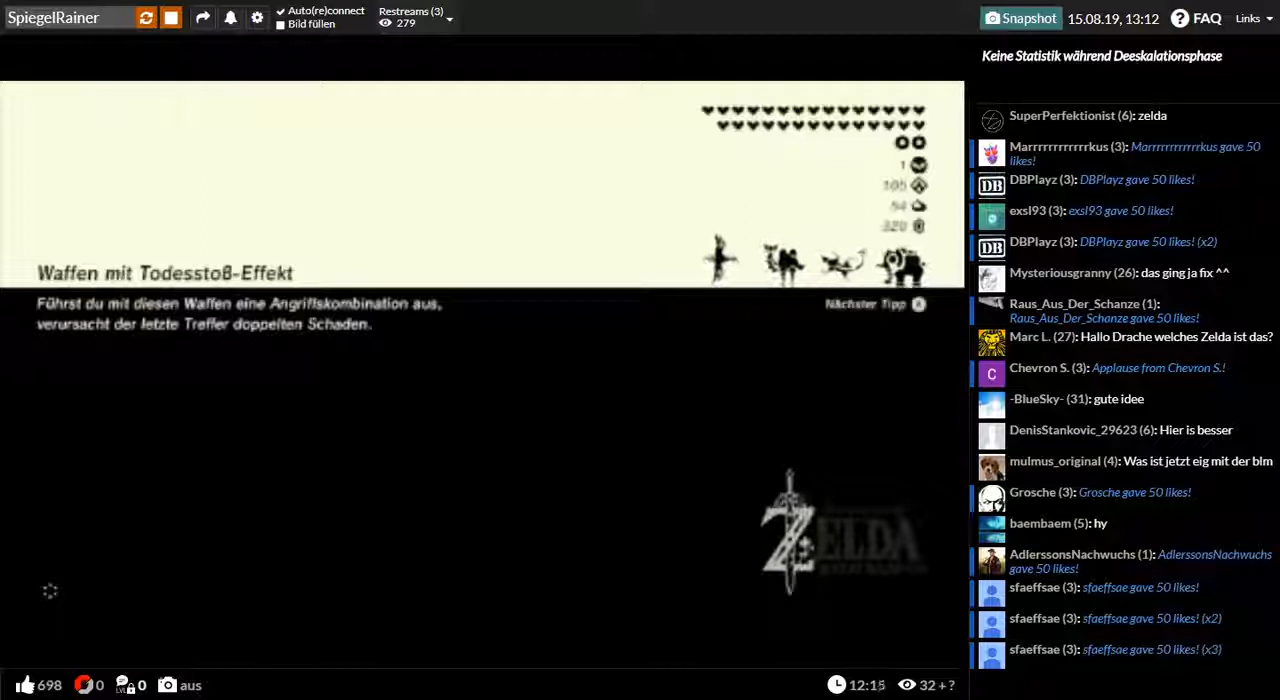 SpiegelRainer
Auto(re)connect
Bild füllen
Restreams (3)
279
Snapshot
15.08.19, 13:12
FAQ
Links
Keine Statistik während Deeskalationsphase
1
105
54
320
Waffen mit Todesstoß-Effekt
Führst du mit diesen Waffen eine Angriffskombination aus,
verursacht der letzte Treffer doppelten Schaden.
Nächster Tipp
ZELDA
SuperPerfektionist (6): zelda
Marrrrrrrrrrrkus (3): Marrrrrrrrrrrkus gave 50
likes!
DBPlayz (3): DBPlayz gave 50 likes!
exsl93 (3): exsl93 gave 50 likes!
DBPlayz (3): DBPlayz gave 50 likes! (x2)
Mysteriousgranny (26): das ging ja fix ^^
Raus_Aus_Der_Schanze (1):
Raus_Aus_Der_Schanze gave 50 likes!
Marc L. (27): Hallo Drache welches Zelda ist das?
Chevron S. (3): Applause from Chevron S.!
-BlueSky- (31): gute idee
DenisStankovic_29623 (6): Hier is besser
mulmus_original (4): Was ist jetzt eig mit der blm
Grosche (3): Grosche gave 50 likes!
baembaem (5): hy
AdlerssonsNachwuchs (1): AdlerssonsNachwuchs
gave 50 likes!
sfaeffsae (3): sfaeffsae gave 50 likes!
sfaeffsae (3): sfaeffsae gave 50 likes! (x2)
sfaeffsae (3): sfaeffsae gave 50 likes! (x3)
698
0
LVL
0
aus
12:15
32 + ?